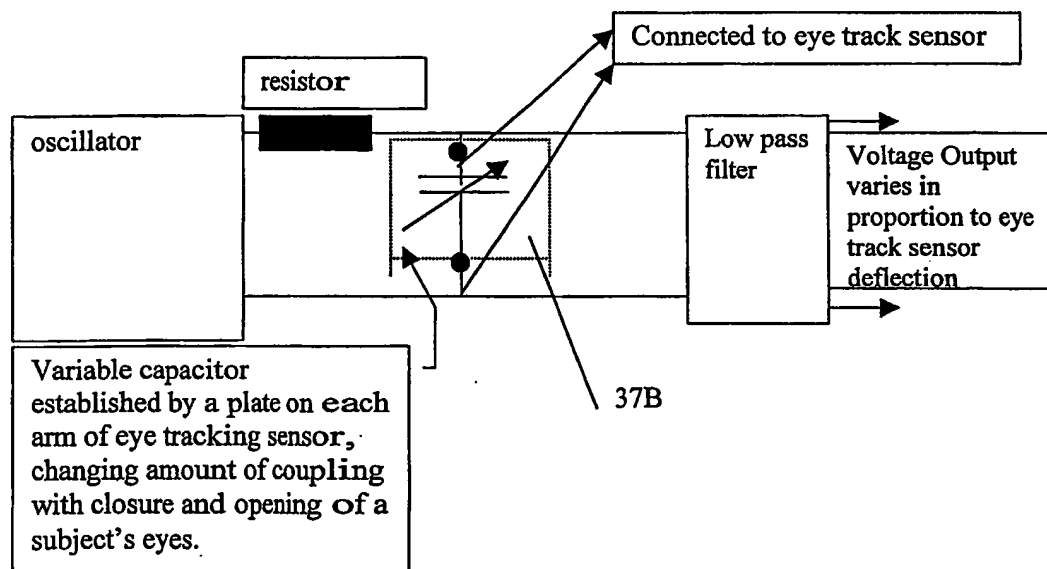 Connected to eye track sensor
resistor
oscillator
Low pass
filter
Voltage Output
varies in
proportion to eye
track sensor
deflection
37B
Variable capacitor
established by a plate on each
arm of eye tracking sensor,
changing amount of coupling
with closure and opening of a
subject's eyes.